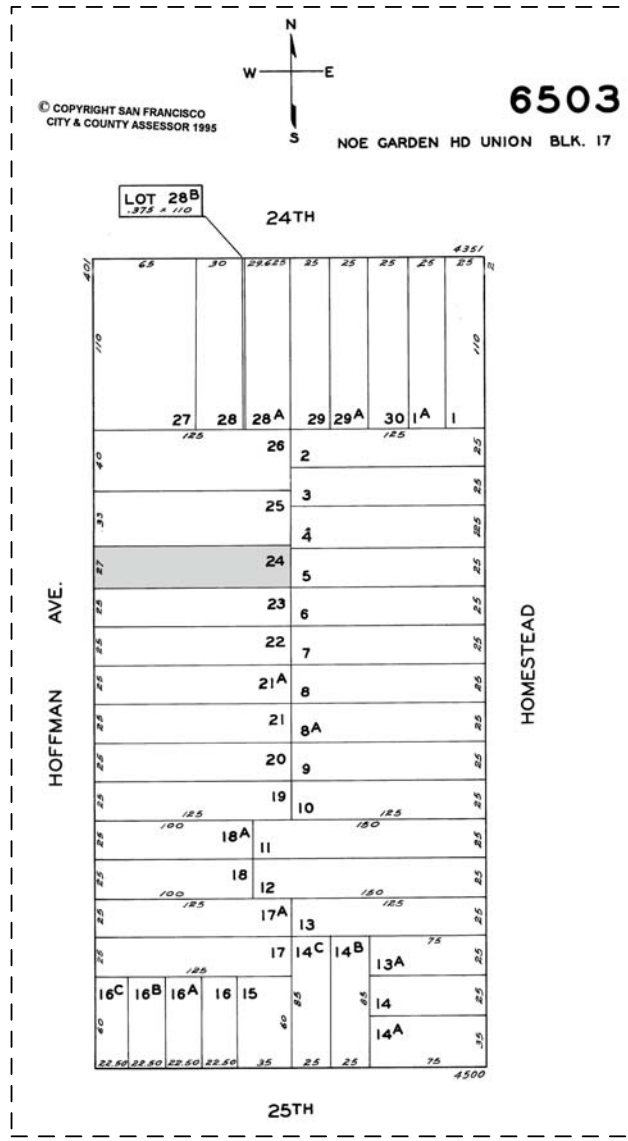 N
W E
S
© COPYRIGHT SAN FRANCISCO
CITY & COUNTY ASSESSOR 1995
6503
NOE GARDEN HD UNION BLK. 17
LOT 28B
.375 x 110
24TH
4351
401 65 30 29.625 25 25 25 25 25 2
110 110
27 28 28A 29 29A 30 1A 1
125 125
40 26 2 25
3 25
33 25 4
27 24 5 25
25 23 6 25
25 22 7 25
25 21A 8 25
25 21 8A 25
25 20 9 25
25 19 10 25
125 125
100 150
25 18A 11 25
25 18 12 25
100 150
125 125
25 17A 13 25
25 17 14C 14B 75 25
13A
125
16C 16B 16A 16 15 85 85 14 25
60 60 14A 35
22.50 22.50 22.50 22.50 35 25 25 75
4500
HOFFMAN AVE.
HOMESTEAD
25TH